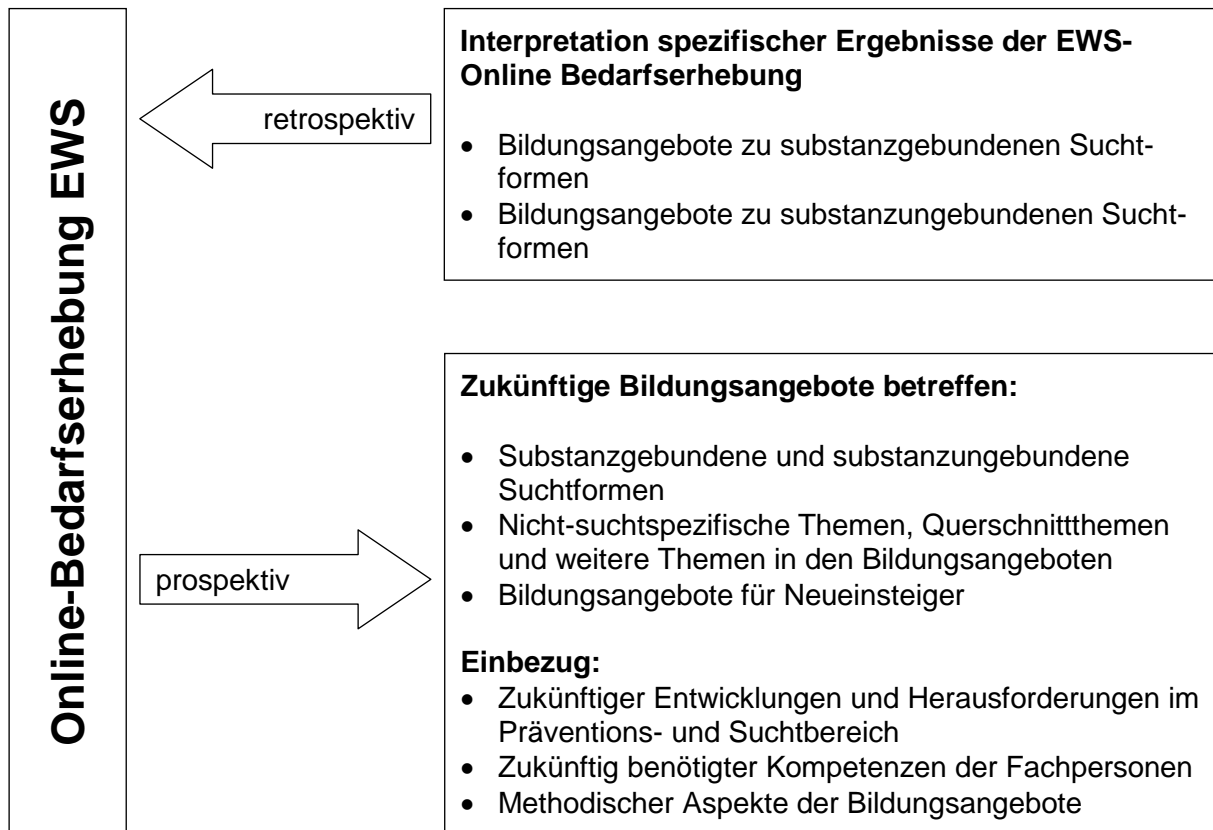 Online-Bedarfserhebung EWS
retrospektiv
Interpretation spezifischer Ergebnisse der EWS-
Online Bedarfserhebung
• Bildungsangebote zu substanzgebundenen Sucht-
formen
• Bildungsangebote zu substanzungebundenen Sucht-
formen
prospektiv
Zukünftige Bildungsangebote betreffen:
• Substanzgebundene und substanzungebundene
Suchtformen
• Nicht-suchtspezifische Themen, Querschnittthemen
und weitere Themen in den Bildungsangeboten
• Bildungsangebote für Neueinsteiger
Einbezug:
• Zukünftiger Entwicklungen und Herausforderungen im
Präventions- und Suchtbereich
• Zukünftig benötigter Kompetenzen der Fachpersonen
• Methodischer Aspekte der Bildungsangebote